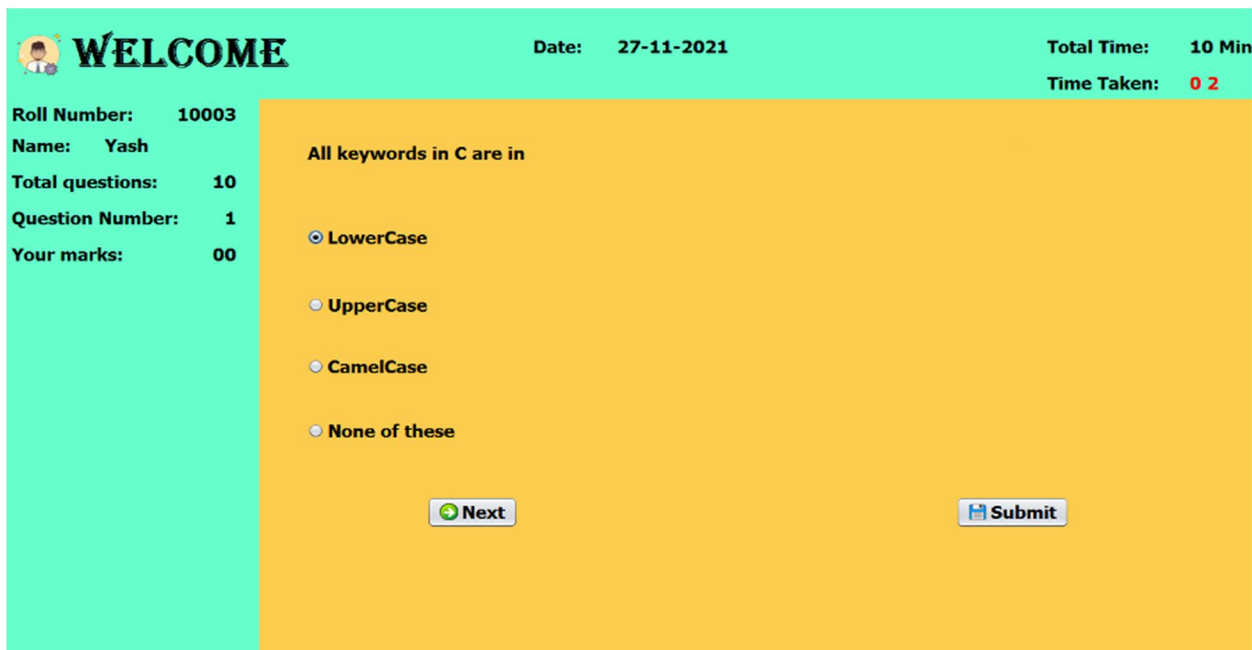 WELCOME
Date: 27-11-2021
Total Time: 10 Min
Time Taken: 0 2
Roll Number: 10003
Name: Yash
Total questions: 10
Question Number: 1
Your marks: 00
All keywords in C are in
LowerCase
UpperCase
CamelCase
None of these
Next
Submit